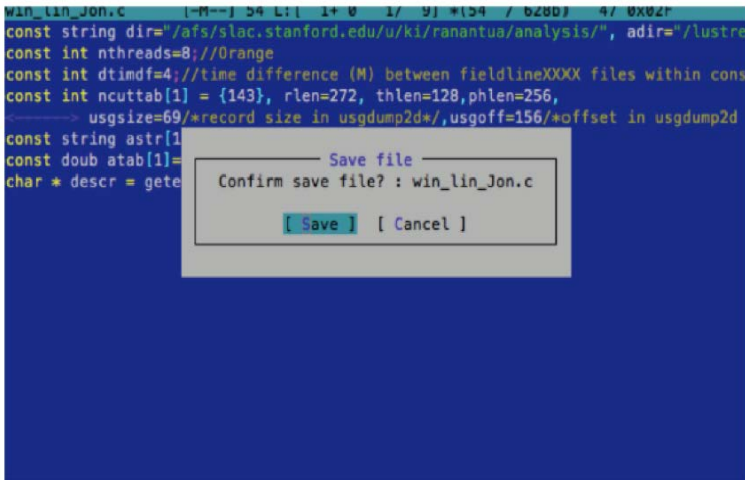 win_lin_Jon.c [-M--] 54 L:[ 1+ 0 1/ 9] *(54 / 628b) 47 0x02F
const string dir="/afs/slac.stanford.edu/u/ki/ranantua/analysis/", adir="/lustre
const int nthreads=8;//Orange
const int dtimdf=4;//time difference (M) between fieldlineXXXX files within cons
const int ncuttab[1] = {143}, rlen=272, thlen=128,phlen=256,
<------> usgsize=69/*record size in usgdump2d*/,usgoff=156/*offset in usgdump2d
const string astr[1
const doub atab[1]=
char * descr = gete
Save file
Confirm save file? : win_lin_Jon.c
[ Save ] [ Cancel ]